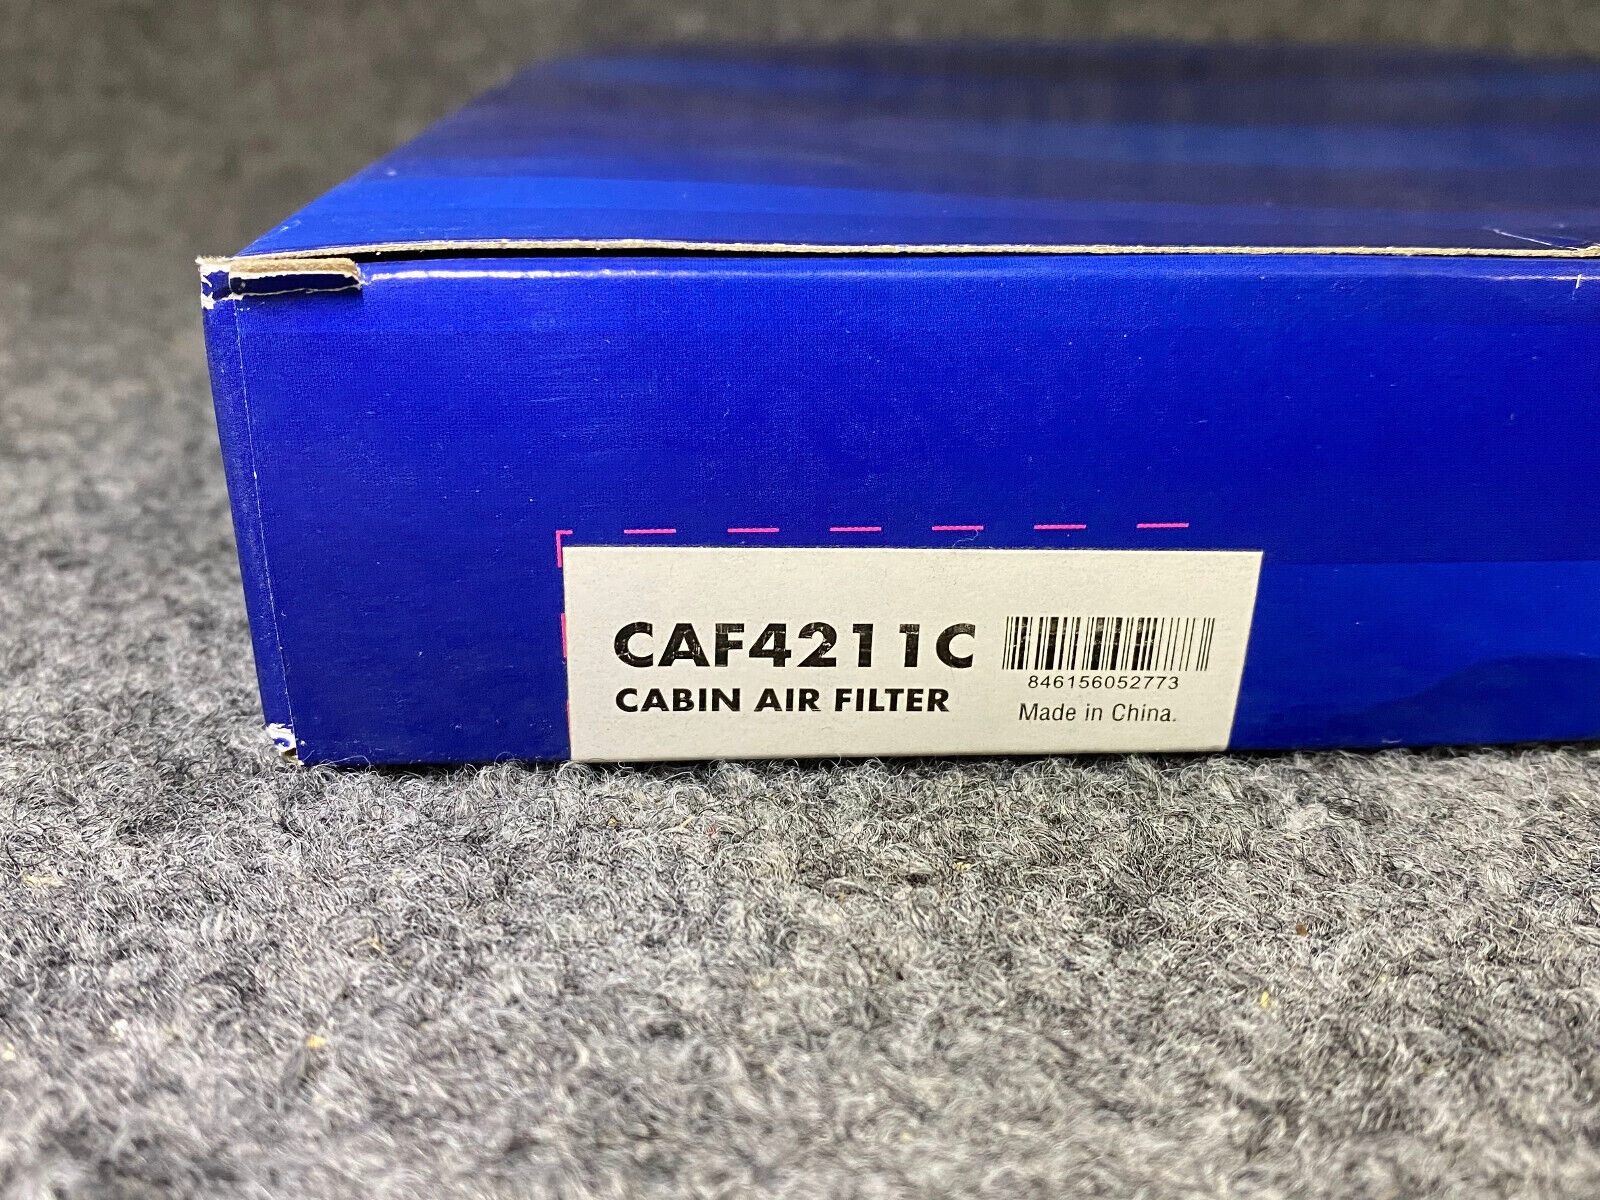 CAF4211C
CABIN AIR FILTER
846156052773
Made in China.